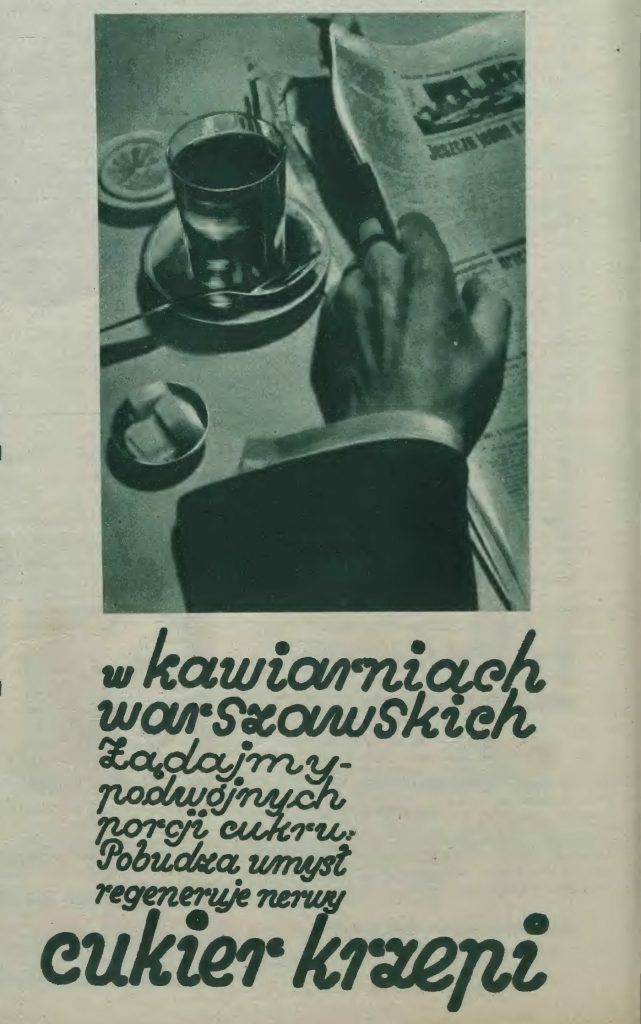 w kawiarniach
warszawskich
Żądajmy-
podwójnych
porcji cukru:
Pobudza umysł
regeneruje nerwy
cukier krzepi